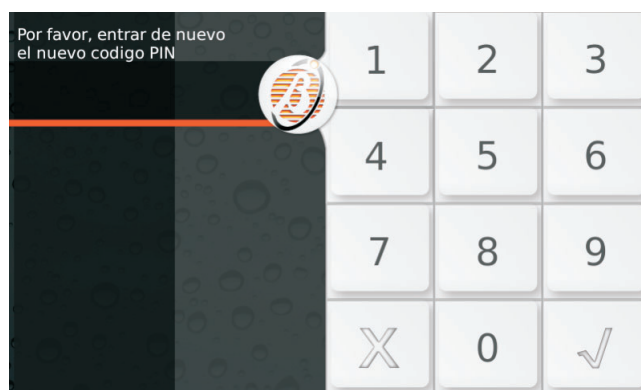 Por favor, entrar de nuevo
el nuevo codigo PIN
1 2 3
4 5 6
7 8 9
X 0 √